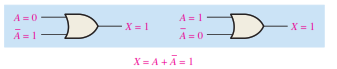 A = 0
Ā = 1
X = 1
A = 1
Ā = 0
X = 1
X = A + Ā = 1